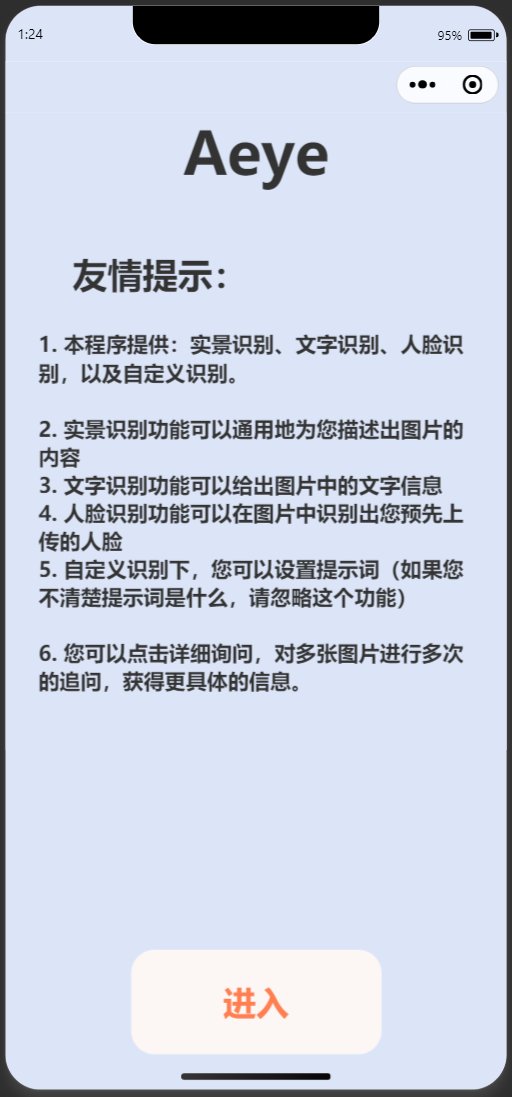 1:24
95%
Aeye
友情提示：
1. 本程序提供：实景识别、文字识别、人脸识
别，以及自定义识别。
2. 实景识别功能可以通用地为您描述出图片的
内容
3. 文字识别功能可以给出图片中的文字信息
4. 人脸识别功能可以在图片中识别出您预先上
传的人脸
5. 自定义识别下，您可以设置提示词（如果您
不清楚提示词是什么，请忽略这个功能）
6. 您可以点击详细询问，对多张图片进行多次
的追问，获得更具体的信息。
进入